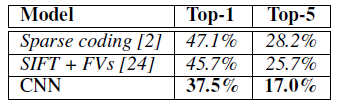 Model Top-1 Top-5
Sparse coding [2] 47.1% 28.2%
SIFT + FVs [24] 45.7% 25.7%
CNN 37.5% 17.0%